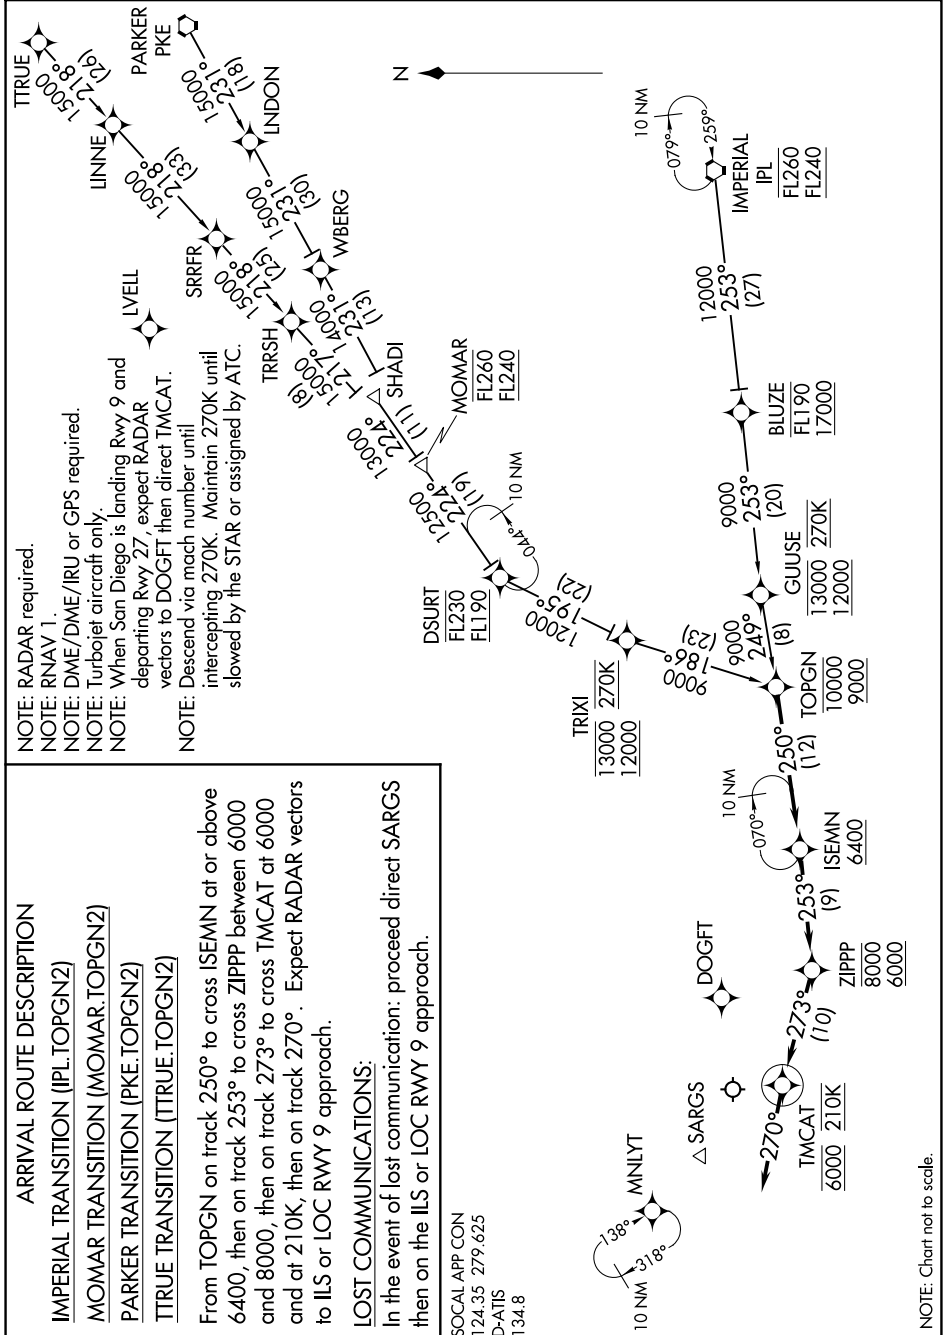 ARRIVAL ROUTE DESCRIPTION
IMPERIAL TRANSITION (IPL.TOPGN2)
MOMAR TRANSITION (MOMAR.TOPGN2)
PARKER TRANSITION (PKE.TOPGN2)
TTRUE TRANSITION (TTRUE.TOPGN2)
From TOPGN on track 250° to cross ISEMN at or above
6400, then on track 253° to cross ZIPPP between 6000
and 8000, then on track 273° to cross TMCAT at 6000
and at 210K, then on track 270°. Expect RADAR vectors
to ILS or LOC RWY 9 approach.
LOST COMMUNICATIONS:
In the event of lost communication: proceed direct SARGS
then on the ILS or LOC RWY 9 approach.
NOTE: RADAR required.
NOTE: RNAV 1.
NOTE: DME/DME/IRU or GPS required.
NOTE: Turbojet aircraft only.
NOTE: When San Diego is landing Rwy 9 and
departing Rwy 27, expect RADAR
vectors to DOGFT then direct TMCAT.
NOTE: Descend via mach number until
intercepting 270K. Maintain 270K until
slowed by the STAR or assigned by ATC.
SOCAL APP CON
124.35 279.625
D-ATIS
134.8
TTRUE
15000
218°
(26)
LINNE
15000
218°
(33)
SRRFR
15000
218°
(25)
TRRSH
15000
217°
(8)
PARKER
PKE
15000
231°
(18)
LNDON
15000
231°
(30)
WBERG
14000
231°
(13)
SHADI
13000
224°
(11)
MOMAR
FL260
FL240
12500
224°
(19)
LVELL
DSURT
FL230
FL190
044°
10 NM
12000
195°
(22)
TRIXI
13000 270K
12000
9000
186°
(23)
N
IMPERIAL
IPL
FL260
FL240
10 NM
079°
259°
12000
253°
(27)
BLUZE
FL190
17000
9000
253°
(20)
GUUSE
13000 270K
12000
9000
249°
(8)
TOPGN
10000
9000
250°
(12)
10 NM
070°
ISEMN
6400
253°
(9)
ZIPPP
8000
6000
273°
(10)
DOGFT
SARGS
TMCAT
6000 210K
270°
MNLYT
138°
318°
10 NM
NOTE: Chart not to scale.